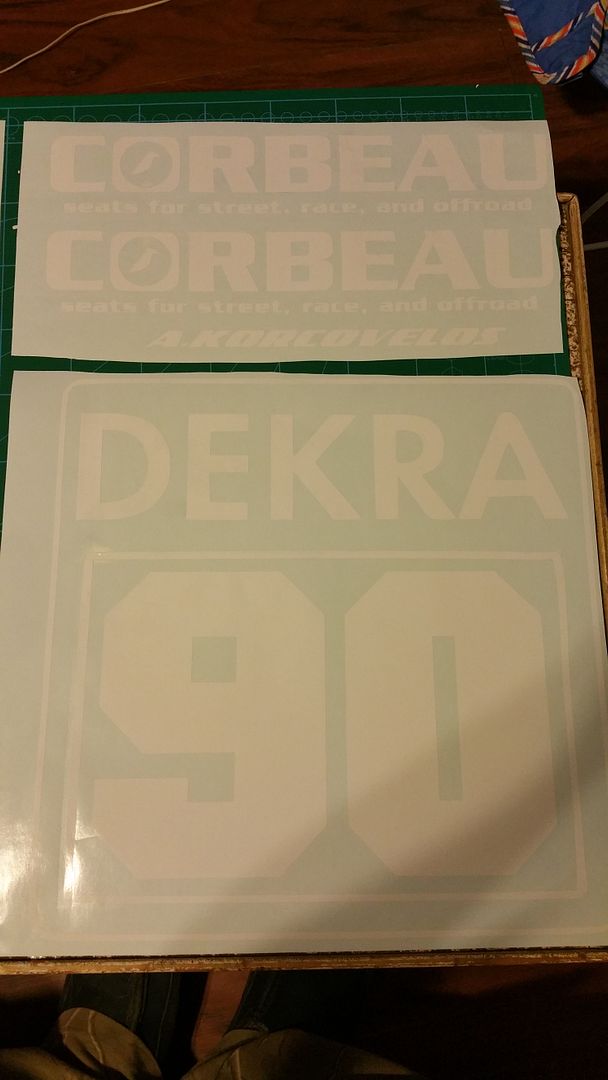 CORBEAU
seats for street, race, and offroad
CORBEAU
seats for street, race, and offroad
A.KORCOVELOS
DEKRA
90